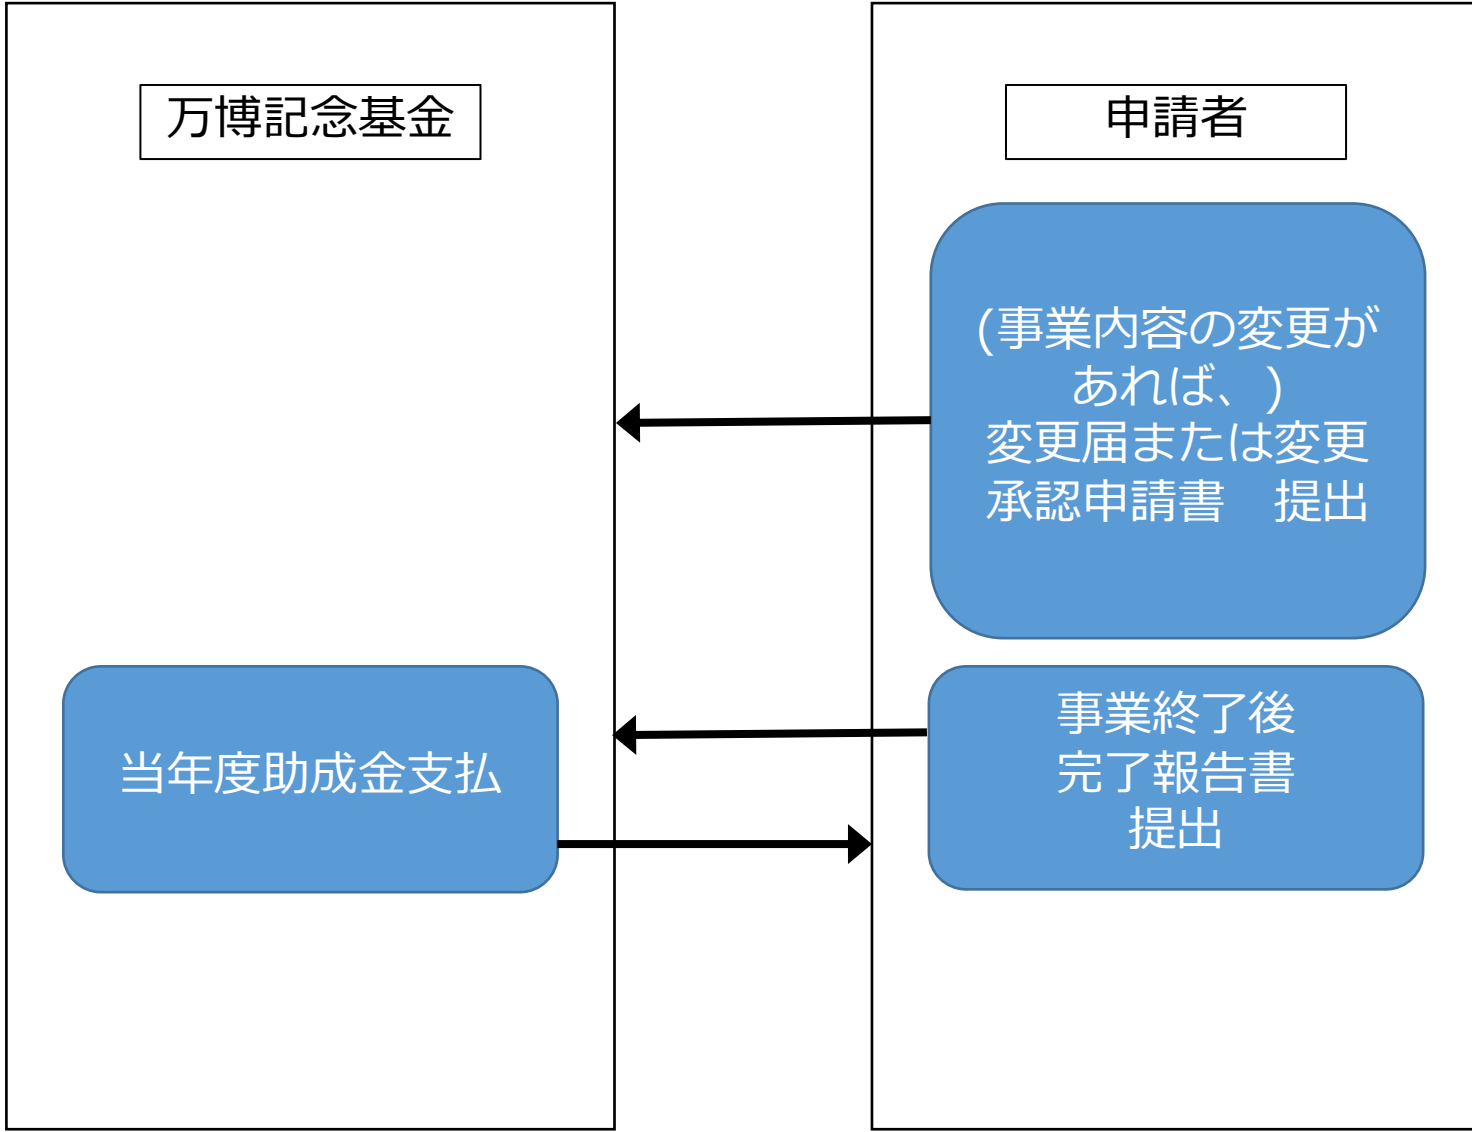 万博記念基金
申請者
(事業内容の変更が
あれば、)
変更届または変更
承認申請書　提出
当年度助成金支払
事業終了後
完了報告書
提出